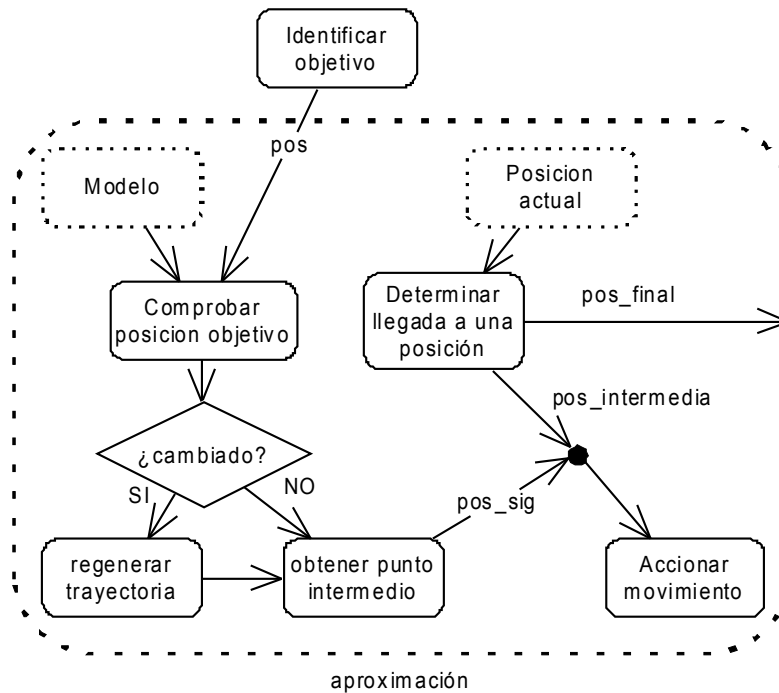 Identificar
objetivo
pos
Modelo
Posicion
actual
Comprobar
posicion objetivo
Determinar
llegada a una
posición
pos_final
pos_intermedia
¿cambiado?
SI
NO
pos_sig
regenerar
trayectoria
obtener punto
intermedio
Accionar
movimiento
aproximación